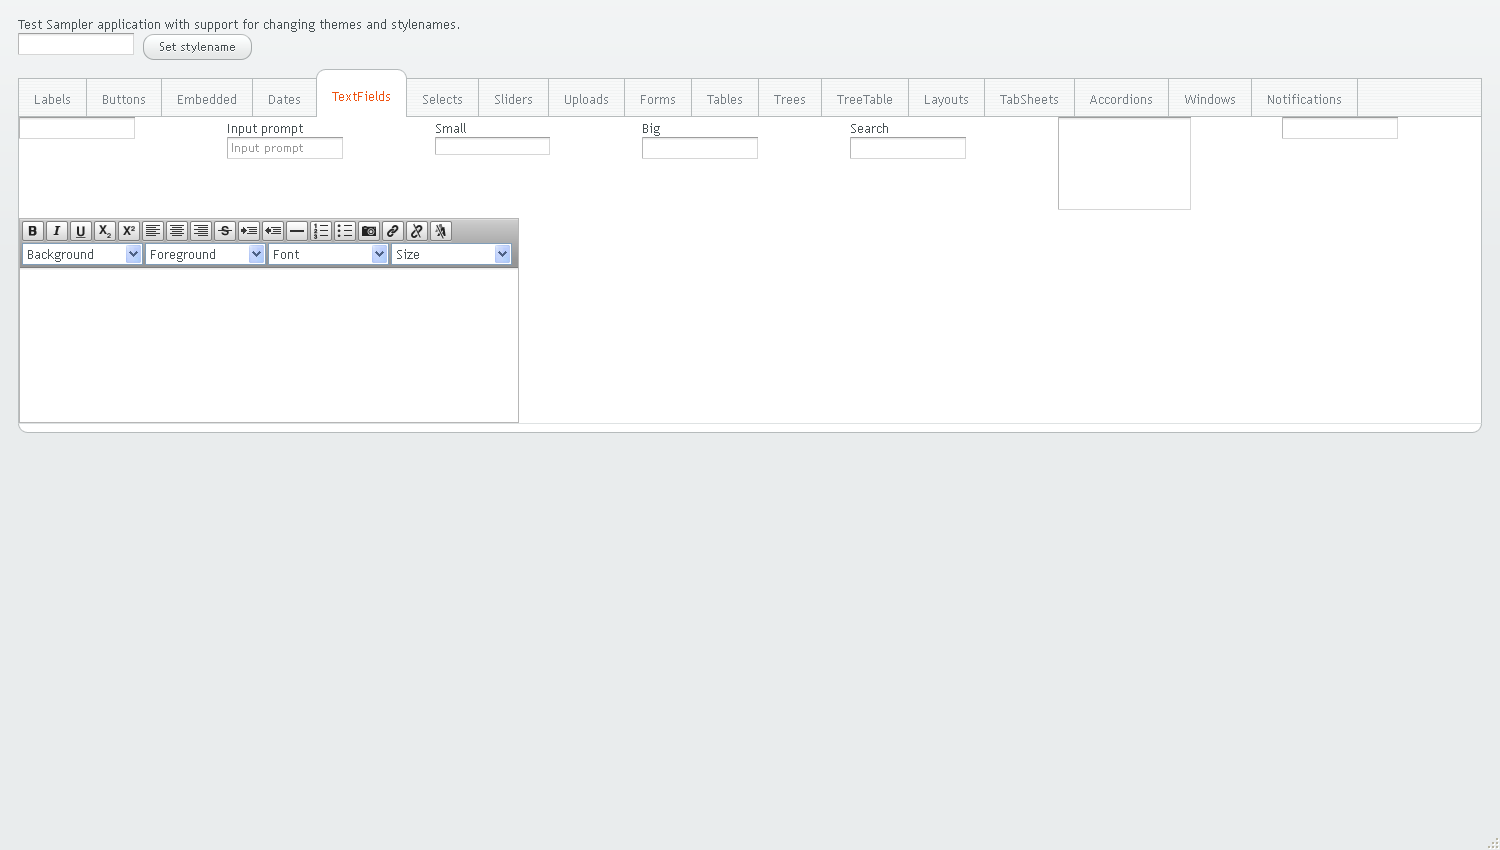 Test Sampler application with support for changing themes and stylenames.
Set stylename
Labels Buttons Embedded Dates TextFields Selects Sliders Uploads Forms Tables Trees TreeTable Layouts TabSheets Accordions Windows Notifications
Input prompt Small Big Search
Input prompt
B I U X₂ X² S
Background Foreground Font Size